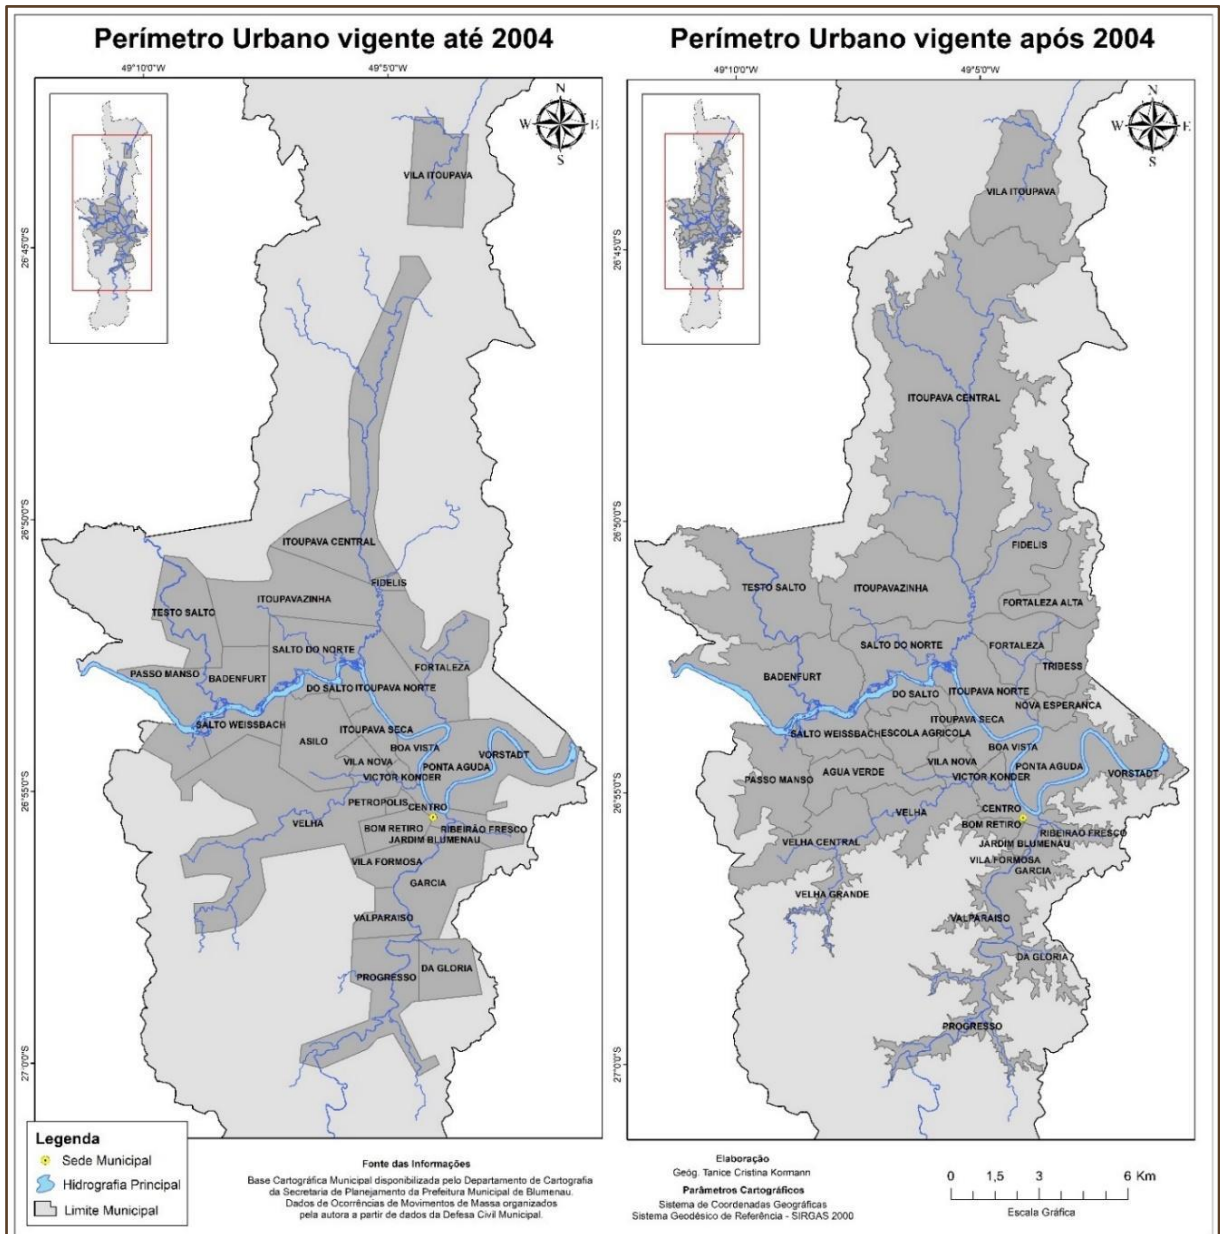 Perímetro Urbano vigente até 2004
49°10'0"W
49°5'0"W
N
W
E
S
26°45'0"S
26°50'0"S
26°55'0"S
27°0'0"S
VILA ITOUPAVA
ITOUPAVA CENTRAL
FIDELIS
ITOUPAVAZINHA
TESTO SALTO
SALTO DO NORTE
FORTALEZA
PASSO MANSO
BADENFURT
DO SALTO
ITOUPAVA NORTE
SALTO WEISSBACH
ITOUPAVA SECA
ASILO
BOA VISTA
VORSTADT
VILA NOVA
PONTA AGUDA
VICTOR KONDER
PETROPOLIS
CENTRO
VELHA
BOM RETIRO
RIBEIRÃO FRESCO
JARDIM BLUMENAU
VILA FORMOSA
GARCIA
VALPARAISO
DA GLORIA
PROGRESSO
Perímetro Urbano vigente após 2004
49°10'0"W
49°5'0"W
N
W
E
S
26°45'0"S
26°50'0"S
26°55'0"S
27°0'0"S
VILA ITOUPAVA
ITOUPAVA CENTRAL
FIDELIS
TESTO SALTO
ITOUPAVAZINHA
FORTALEZA ALTA
SALTO DO NORTE
FORTALEZA
TRIBESS
BADENFURT
DO SALTO
ITOUPAVA NORTE
NOVA ESPERANCA
ITOUPAVA SECA
SALTO WEISSBACH
ESCOLA AGRICOLA
BOA VISTA
VILA NOVA
PONTA AGUDA
VORSTADT
PASSO MANSO
AGUA VERDE
VICTOR KONDER
CENTRO
VELHA
BOM RETIRO
RIBEIRÃO FRESCO
VELHA CENTRAL
JARDIM BLUMENAU
VILA FORMOSA
GARCIA
VELHA GRANDE
VALPARAISO
DA GLORIA
PROGRESSO
Legenda
Sede Municipal
Hidrografia Principal
Limite Municipal
Fonte das Informações
Base Cartográfica Municipal disponibilizada pelo Departamento de Cartografia
da Secretaria de Planejamento da Prefeitura Municipal de Blumenau.
Dados de Ocorrências de Movimentos de Massa organizados
pela autora a partir de dados da Defesa Civil Municipal.
Elaboração
Geóg. Tanice Cristina Kormann
Parâmetros Cartográficos
Sistema de Coordenadas Geográficas
Sistema Geodésico de Referência - SIRGAS 2000
0 1,5 3 6 Km
Escala Gráfica